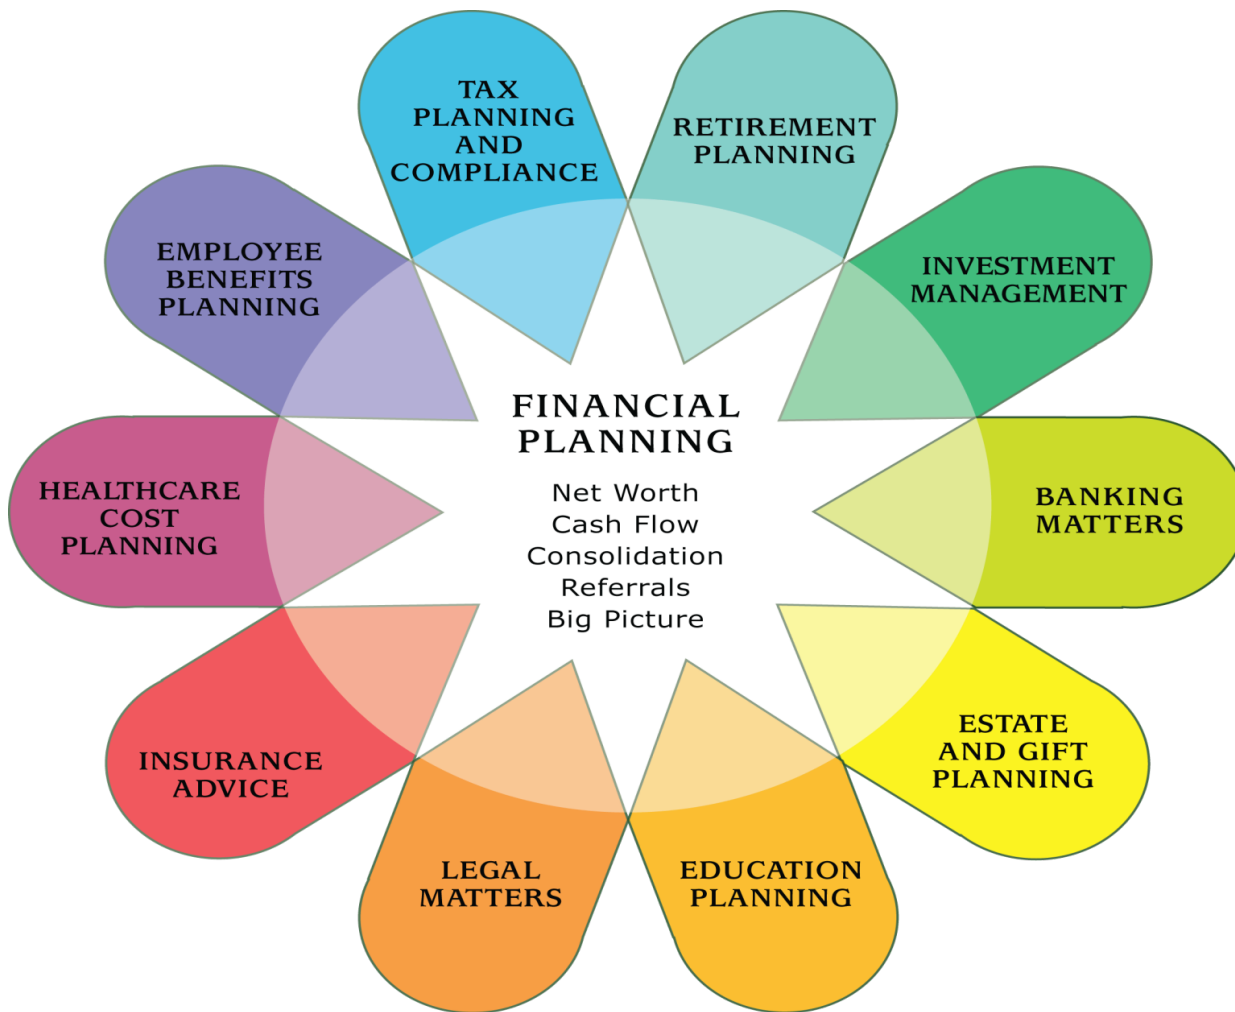 TAX
PLANNING
AND
COMPLIANCE
RETIREMENT
PLANNING
INVESTMENT
MANAGEMENT
BANKING
MATTERS
ESTATE
AND GIFT
PLANNING
EDUCATION
PLANNING
LEGAL
MATTERS
INSURANCE
ADVICE
HEALTHCARE
COST
PLANNING
EMPLOYEE
BENEFITS
PLANNING
FINANCIAL
PLANNING
Net Worth
Cash Flow
Consolidation
Referrals
Big Picture